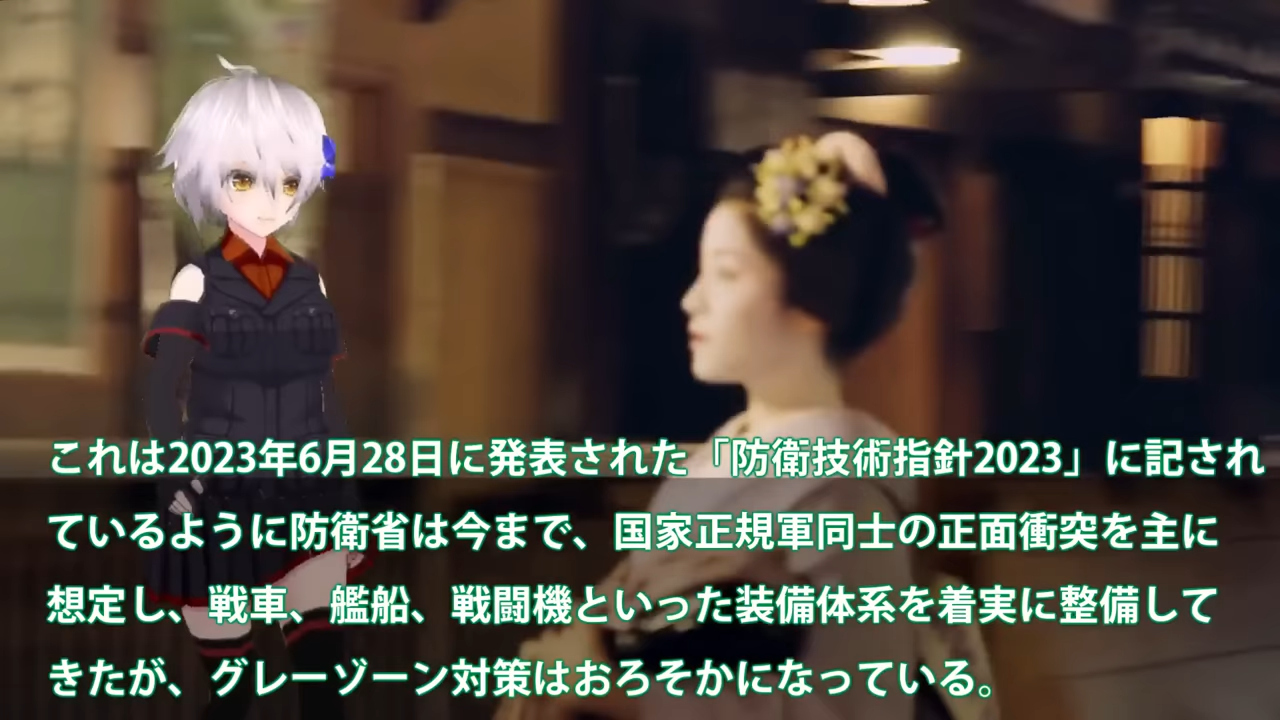 これは2023年6月28日に発表された「防衛技術指針2023」に記され
ているように防衛省は今まで、国家正規軍同士の正面衝突を主に
想定し、戦車、艦船、戦闘機といった装備体系を着実に整備して
きたが、グレーゾーン対策はおろそかになっている。